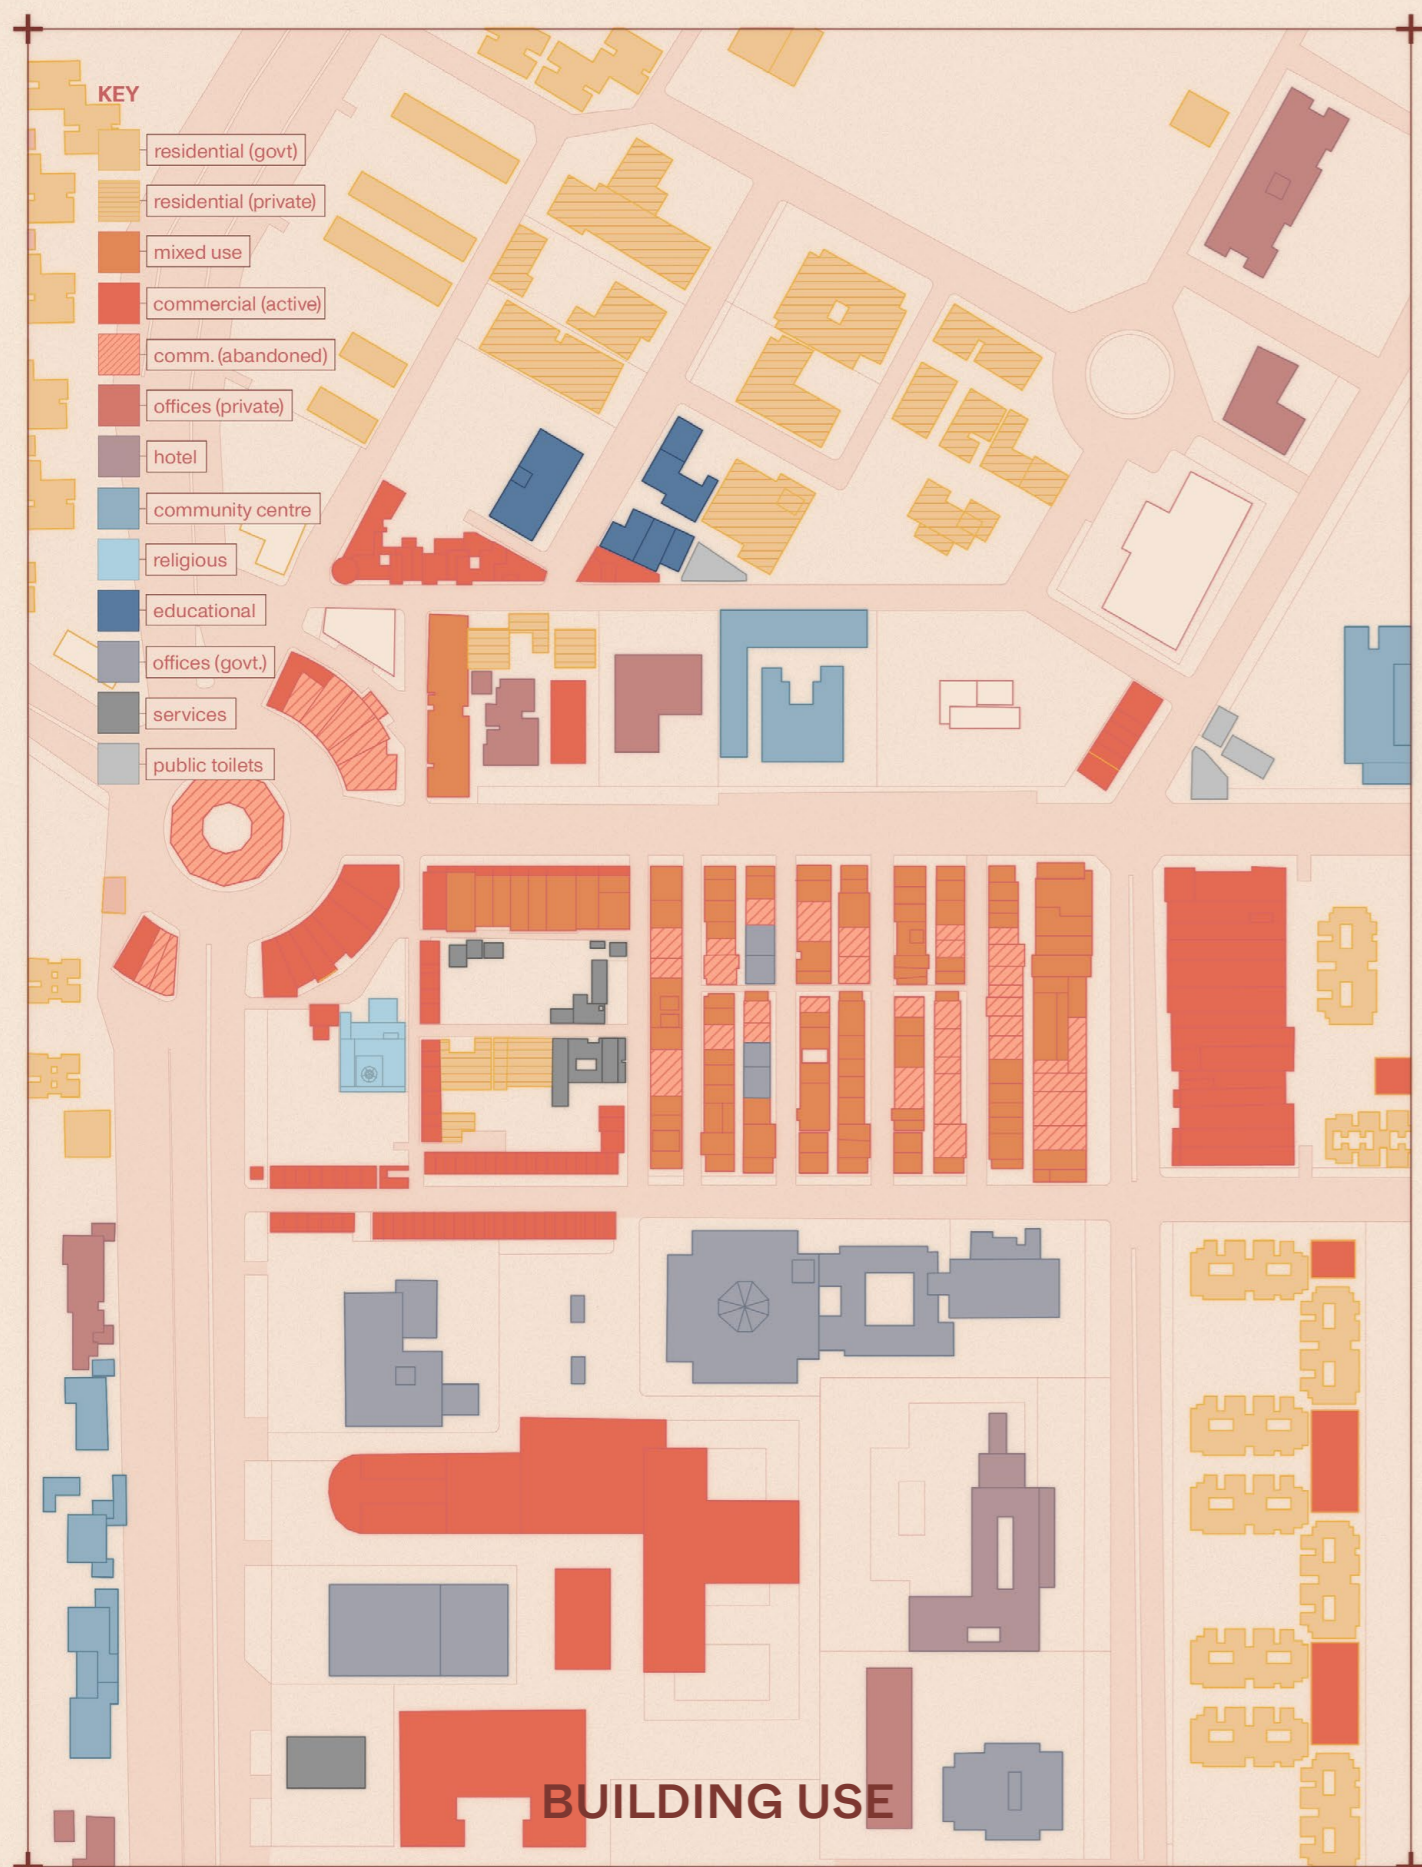 KEY
residential (govt)
residential (private)
mixed use
commercial (active)
comm. (abandoned)
offices (private)
hotel
community centre
religious
educational
offices (govt.)
services
public toilets
BUILDING USE